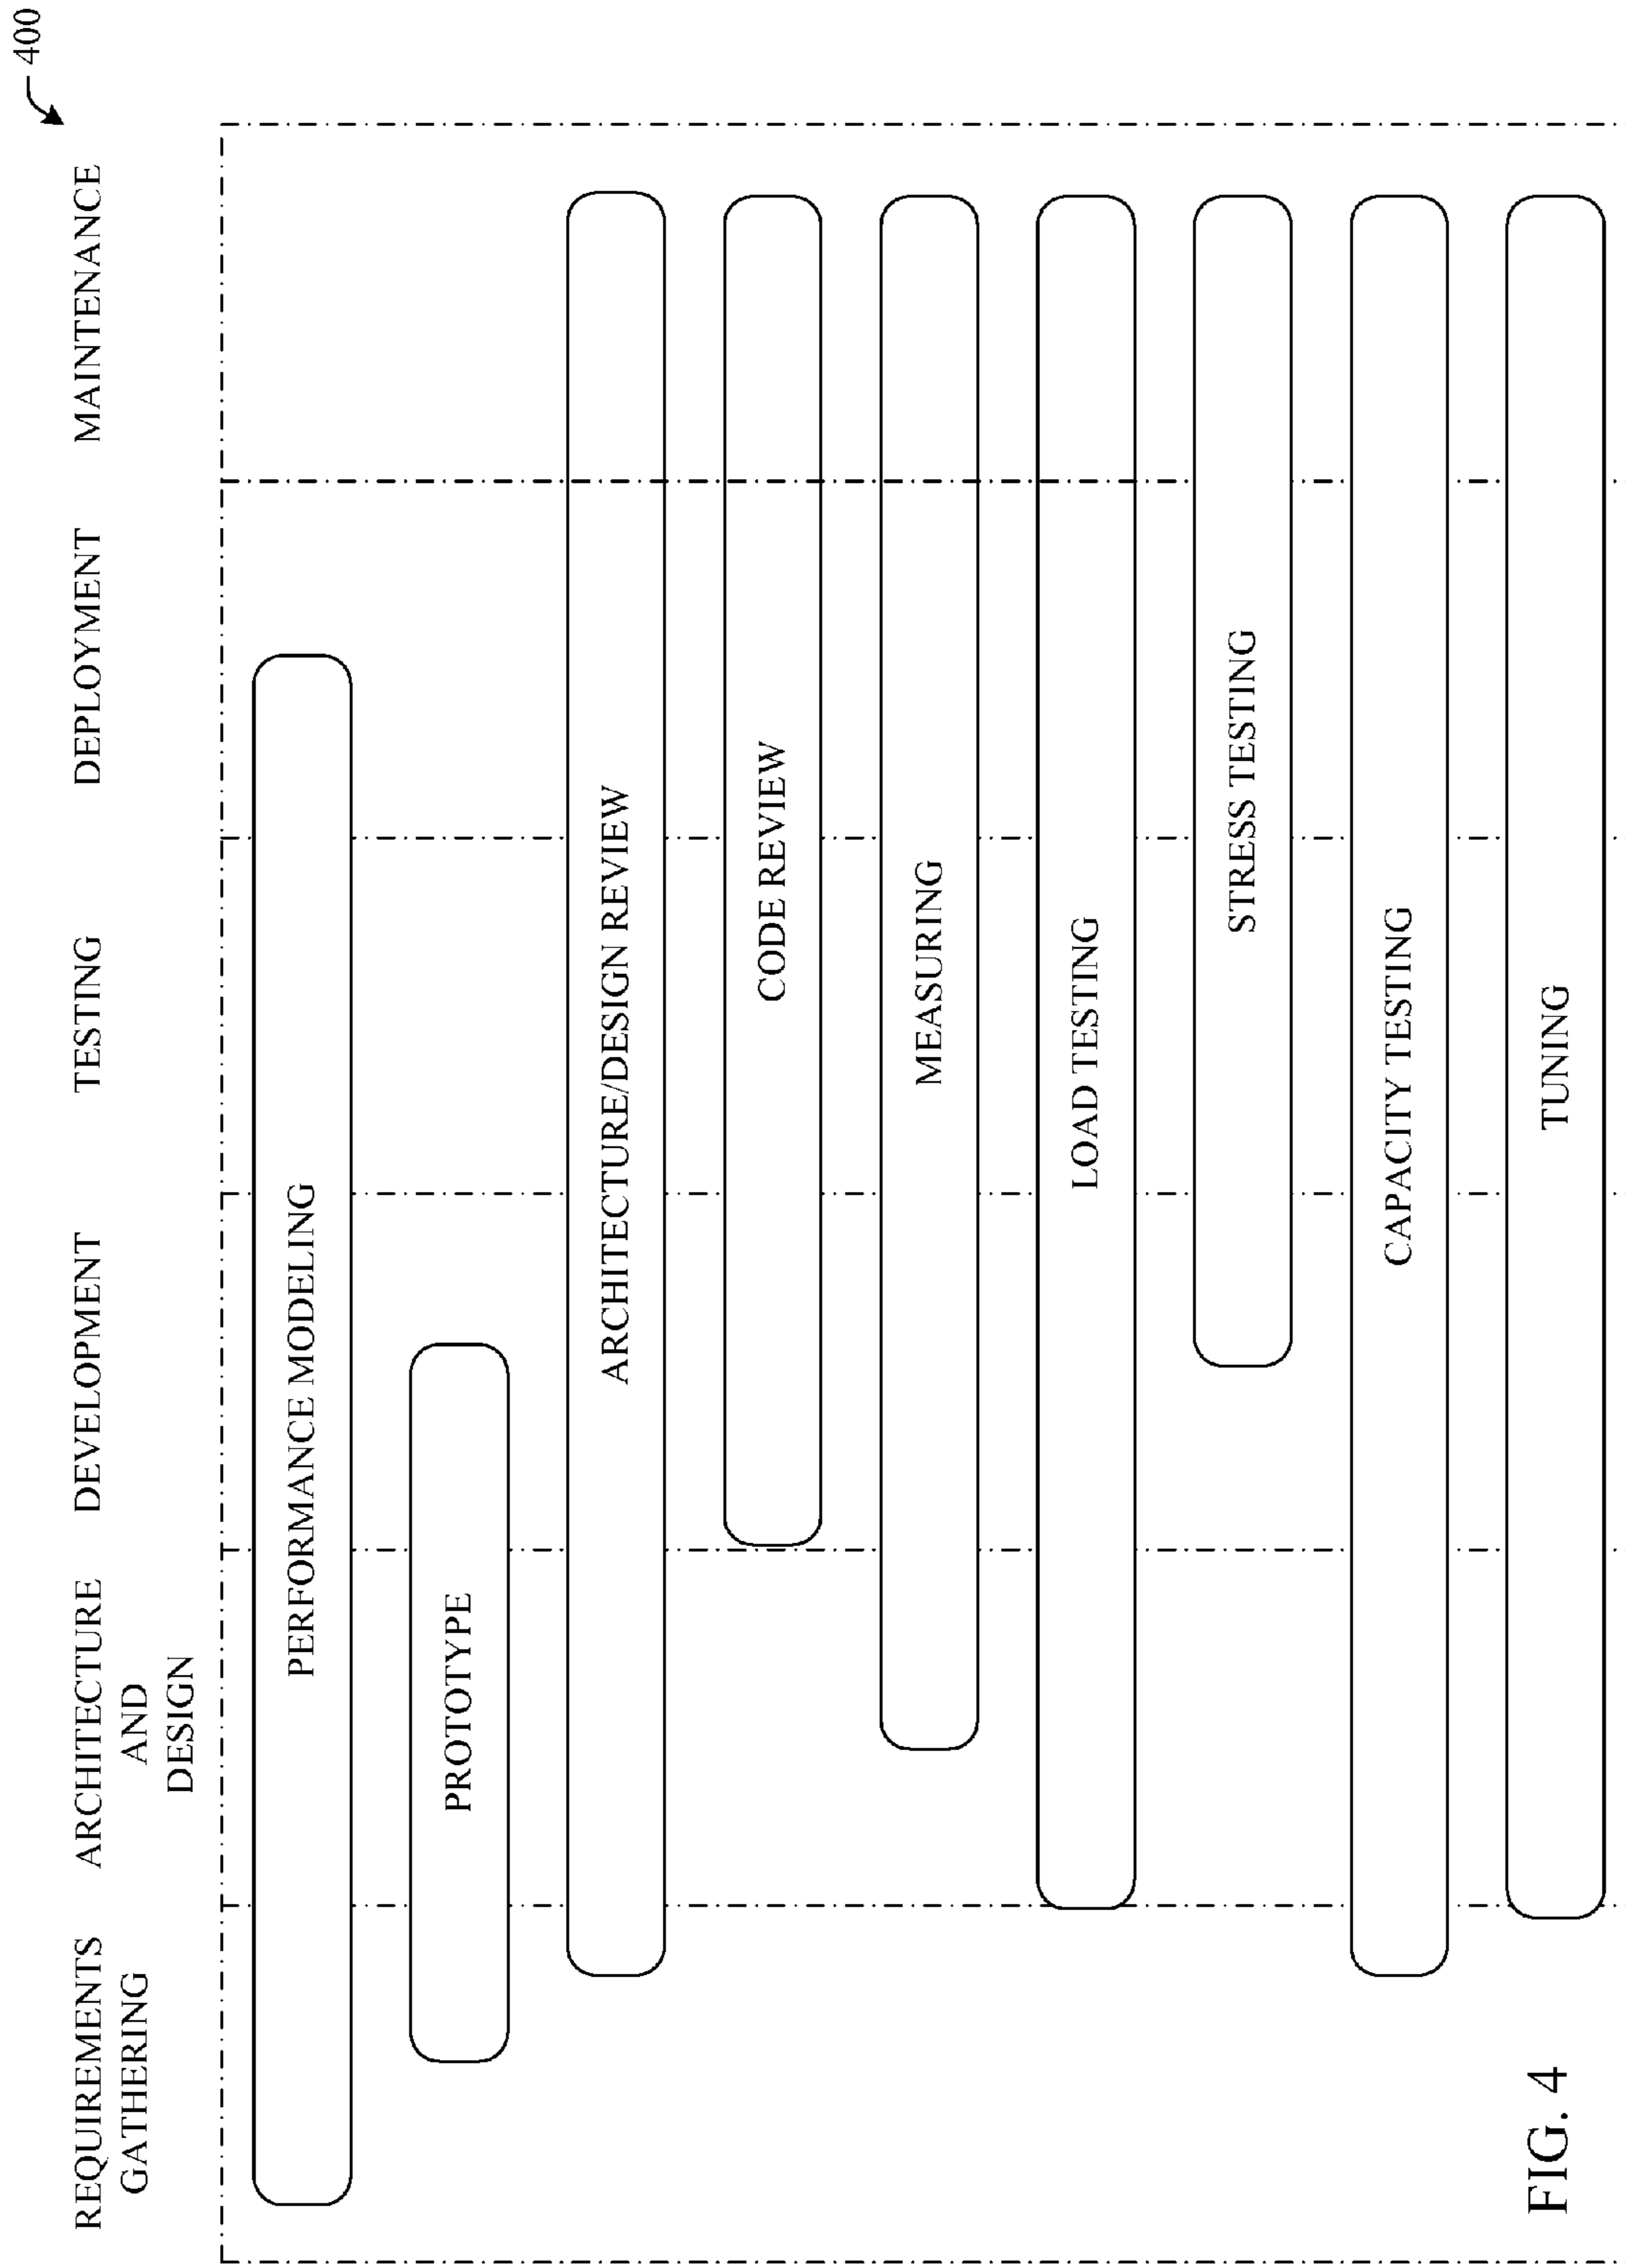 400
REQUIREMENTS
GATHERING
ARCHITECTURE
AND
DESIGN
DEVELOPMENT
TESTING
DEPLOYMENT
MAINTENANCE
PERFORMANCE MODELING
PROTOTYPE
ARCHITECTURE/DESIGN REVIEW
CODE REVIEW
MEASURING
LOAD TESTING
STRESS TESTING
CAPACITY TESTING
TUNING
FIG. 4